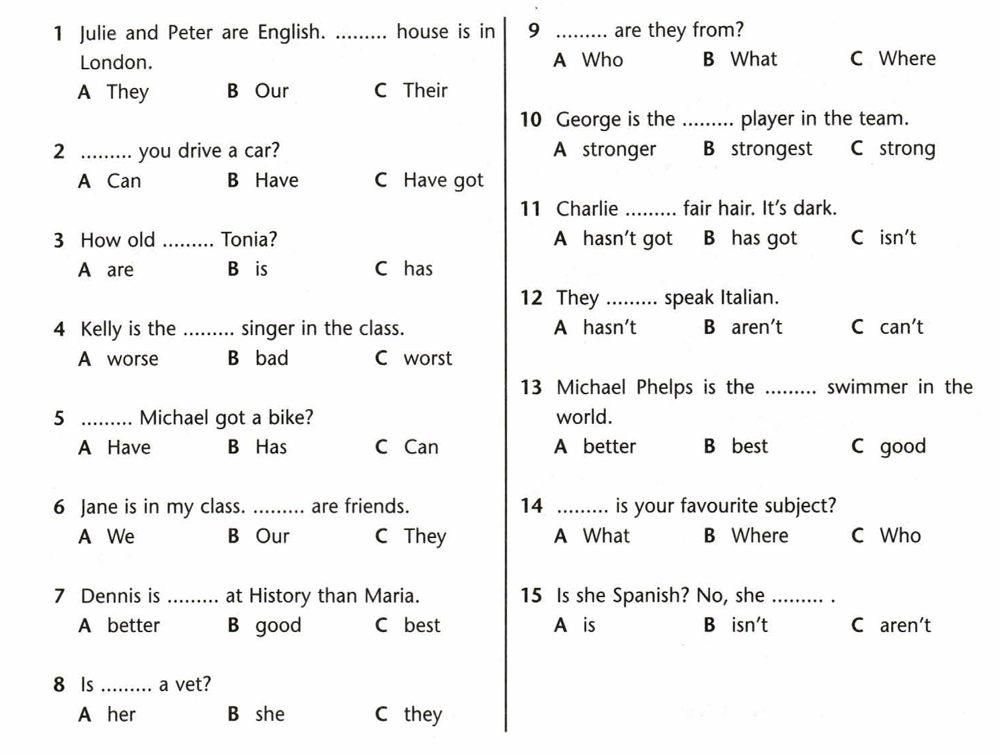 1 Julie and Peter are English. ......... house is in
London.
A They B Our C Their
2 ......... you drive a car?
A Can B Have C Have got
3 How old ......... Tonia?
A are B is C has
4 Kelly is the ......... singer in the class.
A worse B bad C worst
5 ......... Michael got a bike?
A Have B Has C Can
6 Jane is in my class. ......... are friends.
A We B Our C They
7 Dennis is ......... at History than Maria.
A better B good C best
8 Is ......... a vet?
A her B she C they
9 ......... are they from?
A Who B What C Where
10 George is the ......... player in the team.
A stronger B strongest C strong
11 Charlie ......... fair hair. It's dark.
A hasn't got B has got C isn't
12 They ......... speak Italian.
A hasn't B aren't C can't
13 Michael Phelps is the ......... swimmer in the
world.
A better B best C good
14 ......... is your favourite subject?
A What B Where C Who
15 Is she Spanish? No, she ......... .
A is B isn't C aren't